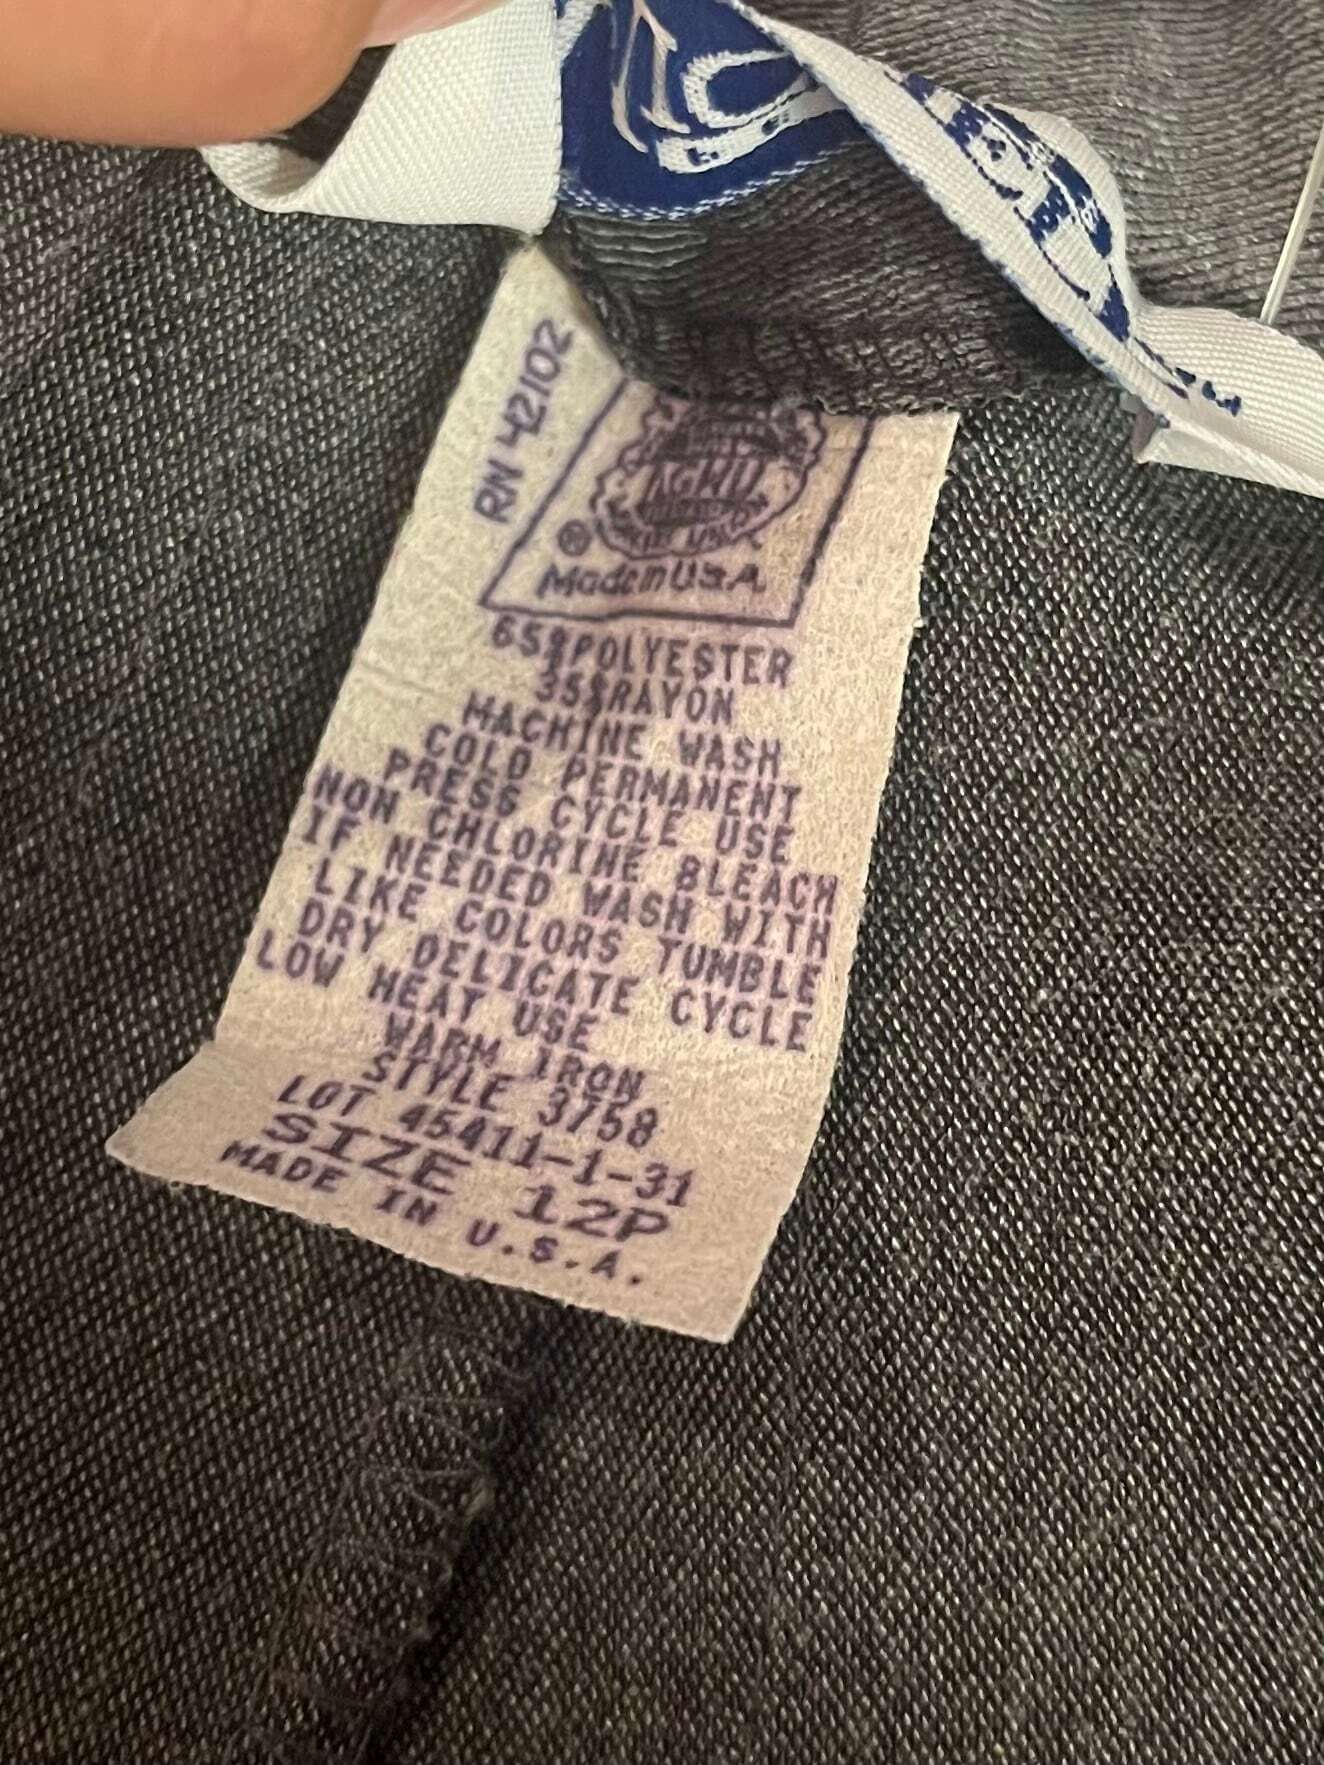 RN 42102
®
Made in U.S.A.
65%POLYESTER
35%RAYON
MACHINE WASH
COLD PERMANENT
PRESS CYCLE USE
NON CHLORINE BLEACH
IF NEEDED WASH WITH
LIKE COLORS TUMBLE
DRY DELICATE CYCLE
LOW HEAT USE
WARM IRON
STYLE 3758
LOT 45411-1-31
SIZE 12P
MADE IN U.S.A.